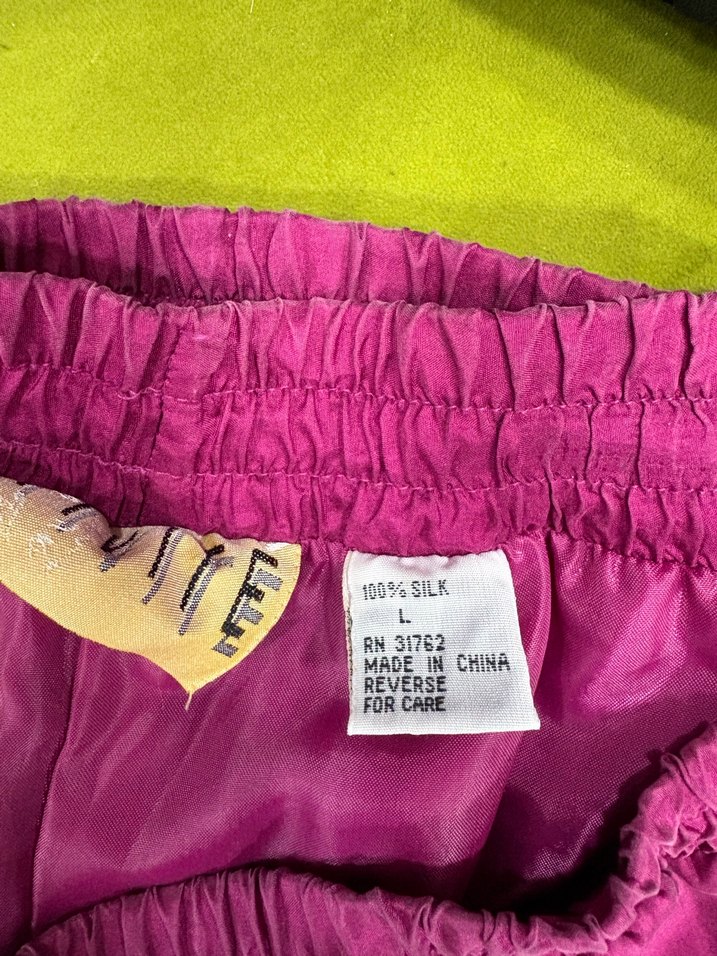 100% SILK
L
RN 31762
MADE IN CHINA
REVERSE
FOR CARE